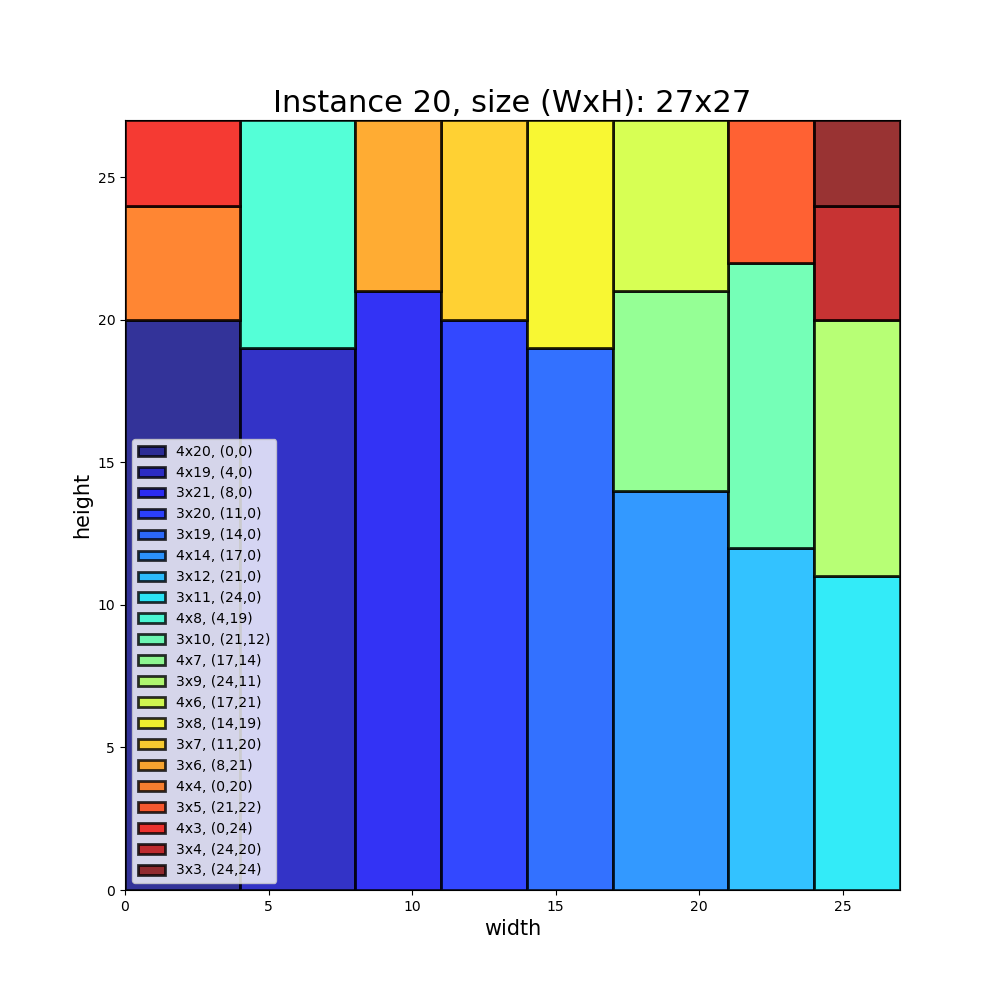 Instance 20, size (WxH): 27x27
height
25
20
15
10
5
0
4x20, (0,0)
4x19, (4,0)
3x21, (8,0)
3x20, (11,0)
3x19, (14,0)
4x14, (17,0)
3x12, (21,0)
3x11, (24,0)
4x8, (4,19)
3x10, (21,12)
4x7, (17,14)
3x9, (24,11)
4x6, (17,21)
3x8, (14,19)
3x7, (11,20)
3x6, (8,21)
4x4, (0,20)
3x5, (21,22)
4x3, (0,24)
3x4, (24,20)
3x3, (24,24)
0 5 10 15 20 25
width